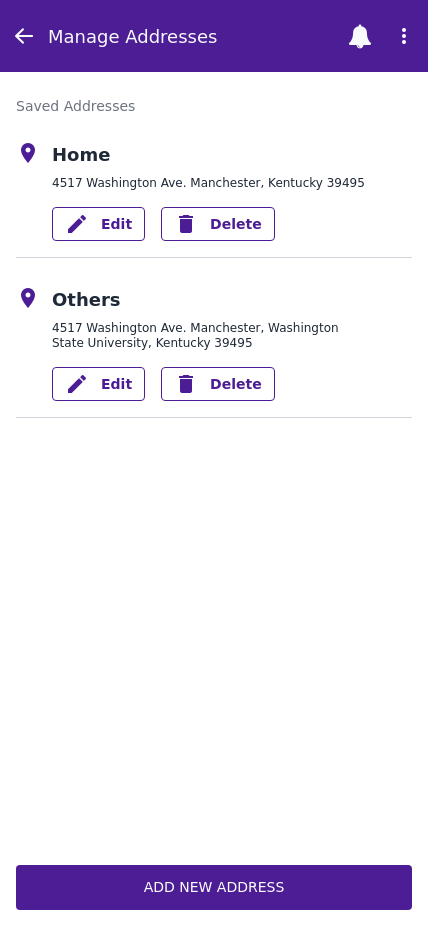 Manage Addresses
Saved Addresses
Home
4517 Washington Ave. Manchester, Kentucky 39495
Edit
Delete
Others
4517 Washington Ave. Manchester, Washington
State University, Kentucky 39495
Edit
Delete
ADD NEW ADDRESS